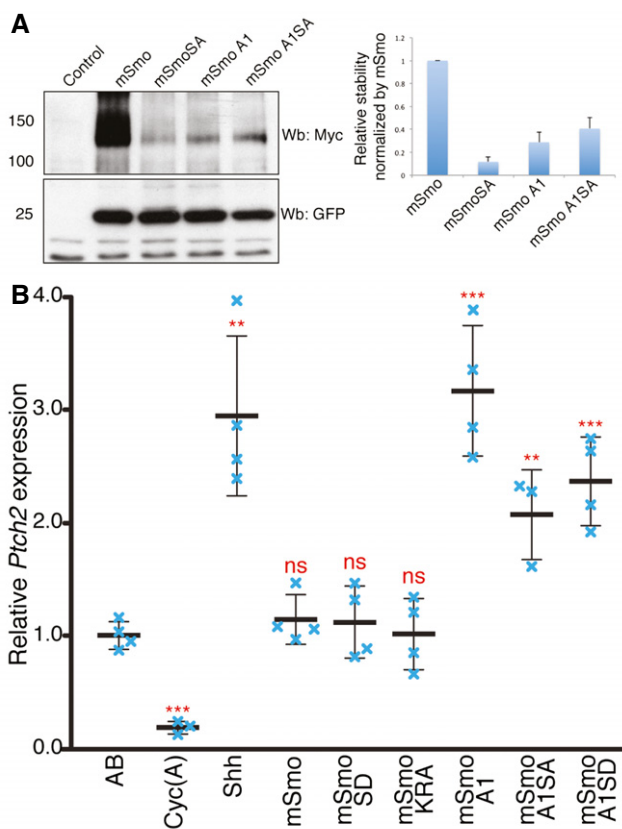 A
Control
mSmo
mSmoSA
mSmo A1
mSmo A1SA
150
100
Wb: Myc
25
Wb: GFP
Relative stability
normalized by mSmo
1.2
1
0.8
0.6
0.4
0.2
0
mSmo
mSmoSA
mSmo A1
mSmo A1SA
B
Relative Ptch2 expression
4.0
3.0
2.0
1.0
0.0
***
**
ns
ns
ns
***
**
***
AB
Cyc(A)
Shh
mSmo
mSmo
SD
mSmo
KRA
mSmo
A1
mSmo
A1SA
mSmo
A1SD